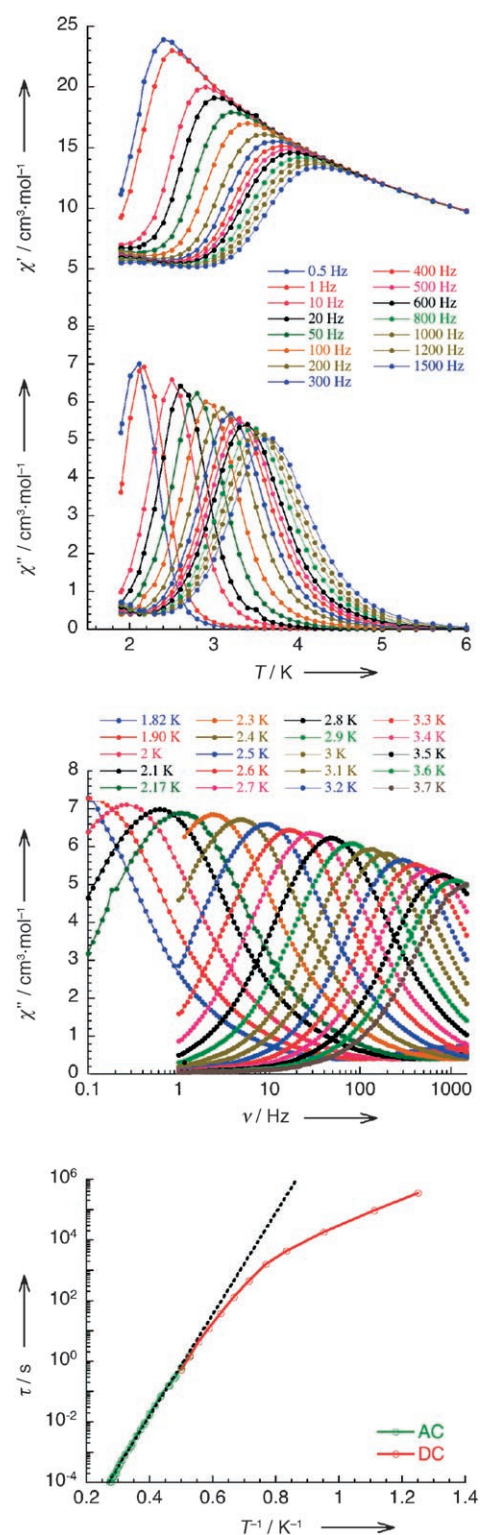 25
20
15
10
5
χ′ / cm³·mol⁻¹
0.5 Hz 400 Hz
1 Hz 500 Hz
10 Hz 600 Hz
20 Hz 800 Hz
50 Hz 1000 Hz
100 Hz 1200 Hz
200 Hz 1500 Hz
300 Hz
8
7
6
5
4
3
2
1
0
χ″ / cm³·mol⁻¹
2 3 4 5 6
T / K
1.82 K 2.3 K 2.8 K 3.3 K
1.90 K 2.4 K 2.9 K 3.4 K
2 K 2.5 K 3 K 3.5 K
2.1 K 2.6 K 3.1 K 3.6 K
2.17 K 2.7 K 3.2 K 3.7 K
8
7
6
5
4
3
2
1
0
χ″ / cm³·mol⁻¹
0.1 1 10 100 1000
ν / Hz
10⁶
10⁴
10²
10⁰
10⁻²
10⁻⁴
τ / s
AC
DC
0.2 0.4 0.6 0.8 1 1.2 1.4
T⁻¹ / K⁻¹